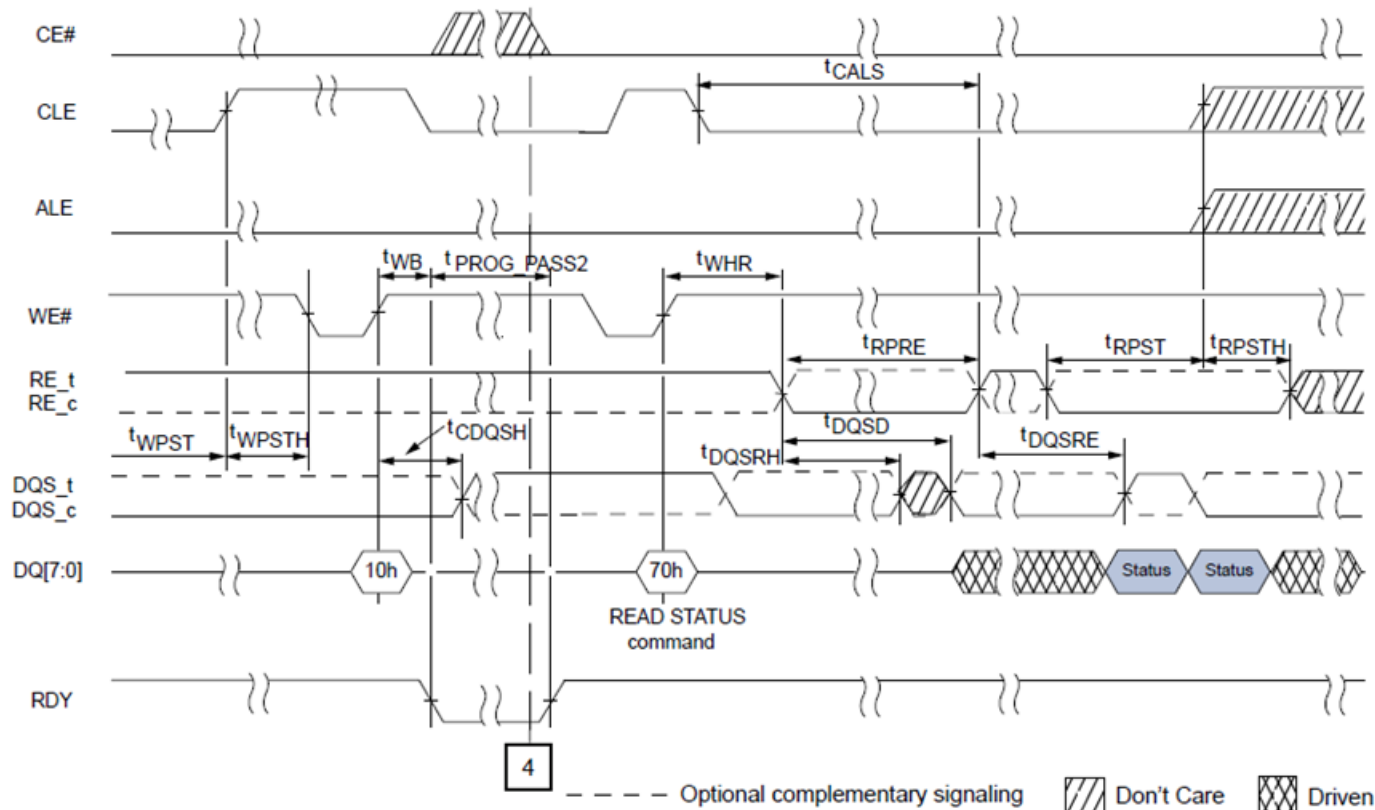 CE#
tCALS
CLE
ALE
tWB tPROG_PASS2 tWHR
WE#
tRPRE tRPST tRPSTH
RE_t
RE_c
tWPST tWPSTH tCDQSH tDQSD
tDQSRH tDQSRE
DQS_t
DQS_c
DQ[7:0] 10h 70h Status Status
READ STATUS
command
RDY
4
Optional complementary signaling Don't Care Driven